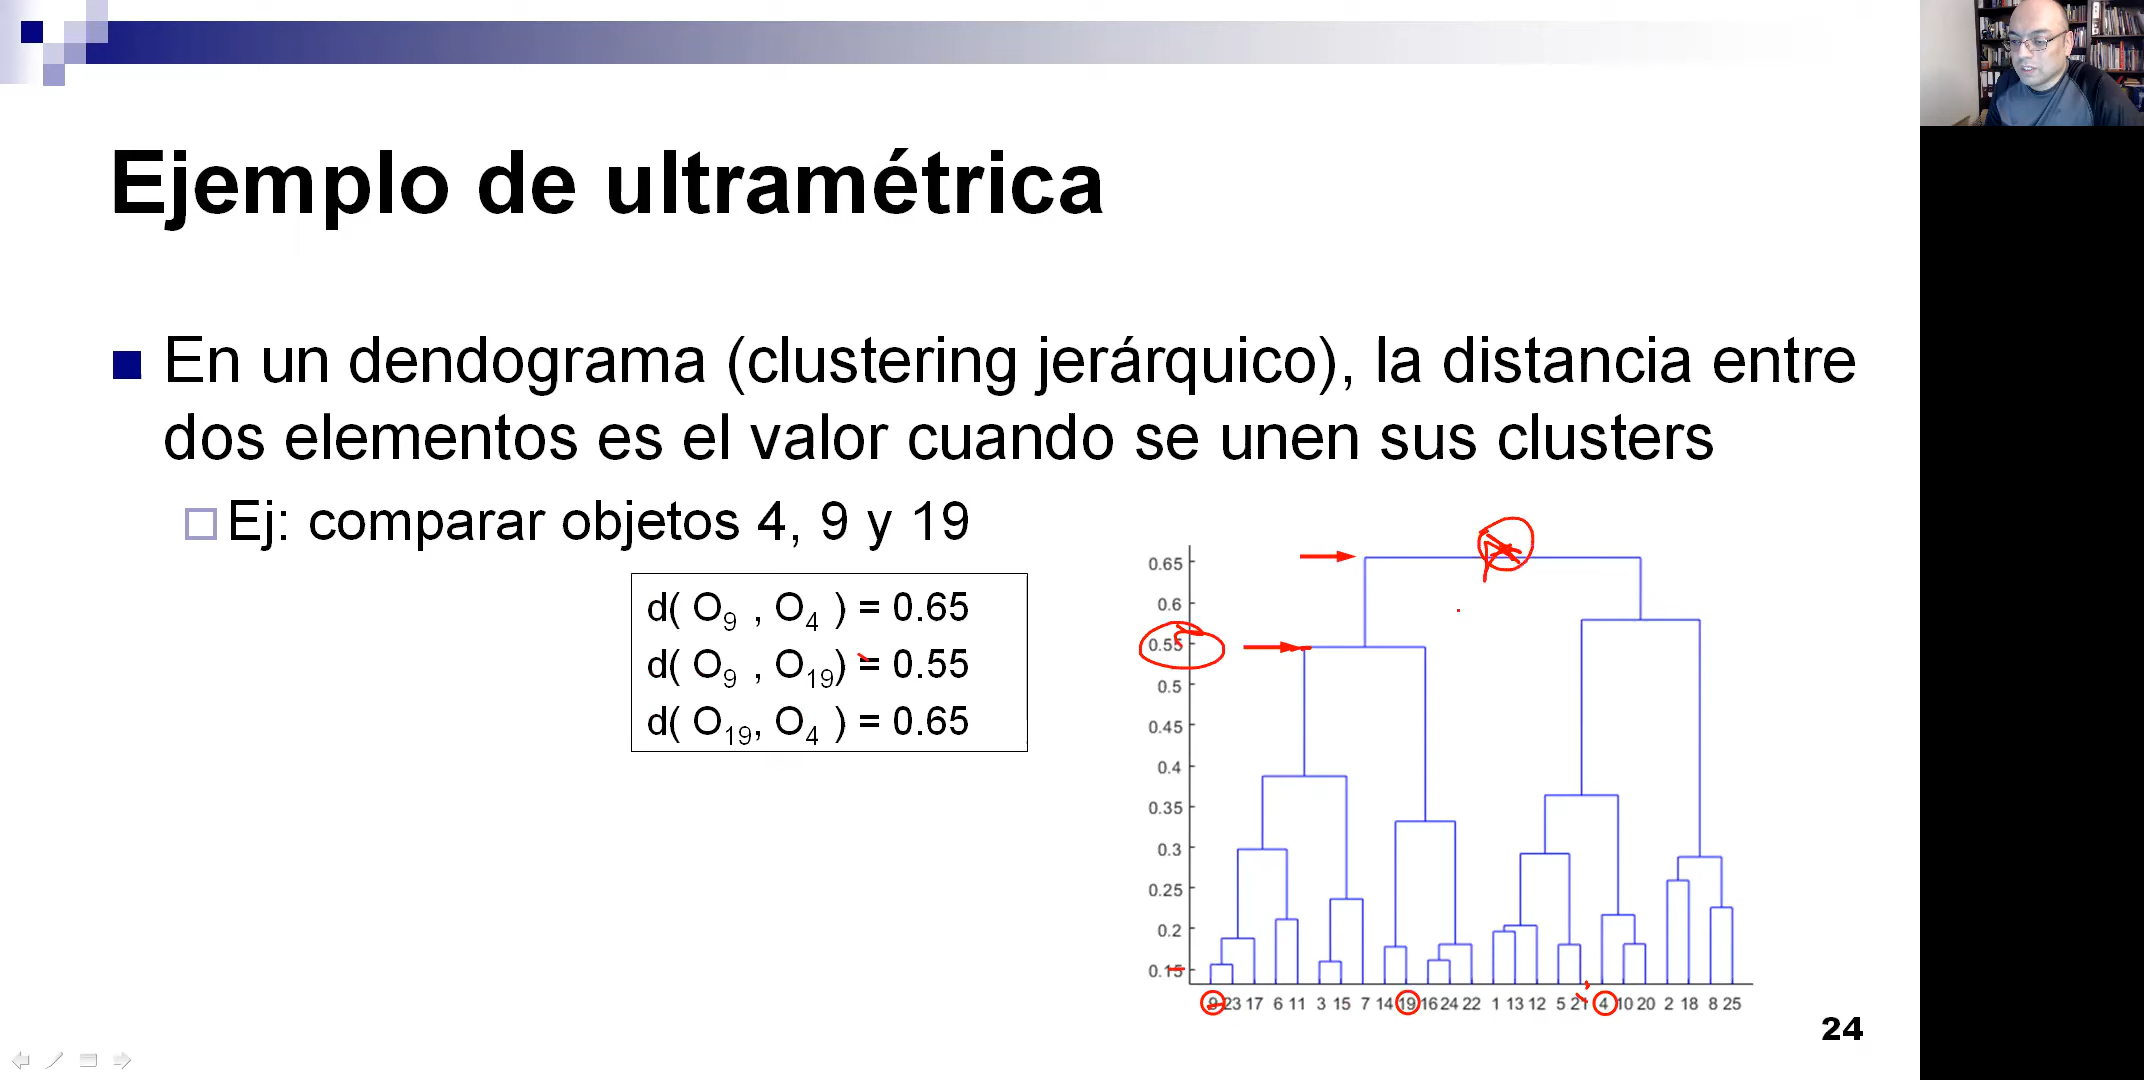 Ejemplo de ultramétrica
En un dendograma (clustering jerárquico), la distancia entre
dos elementos es el valor cuando se unen sus clusters
Ej: comparar objetos 4, 9 y 19
d( O9 , O4 ) = 0.65
d( O9 , O19) = 0.55
d( O19, O4 ) = 0.65
0.65
0.6
0.55
0.5
0.45
0.4
0.35
0.3
0.25
0.2
0.15
9 23 17 6 11 3 15 7 14 19 16 24 22 1 13 12 5 21 4 10 20 2 18 8 25
24